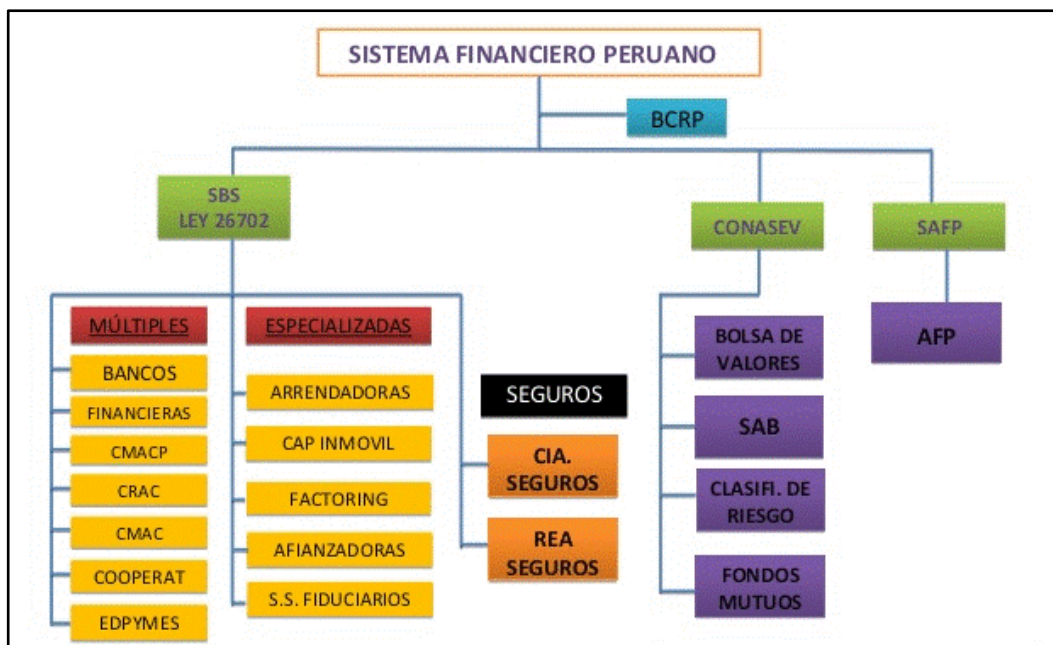 SISTEMA FINANCIERO PERUANO
BCRP
SBS
LEY 26702
CONASEV
SAFP
MÚLTIPLES
BANCOS
FINANCIERAS
CMACP
CRAC
CMAC
COOPERAT
EDPYMES
ESPECIALIZADAS
ARRENDADORAS
CAP INMOVIL
FACTORING
AFIANZADORAS
S.S. FIDUCIARIOS
SEGUROS
CIA.
SEGUROS
REA
SEGUROS
BOLSA DE
VALORES
SAB
CLASIFI. DE
RIESGO
FONDOS
MUTUOS
AFP